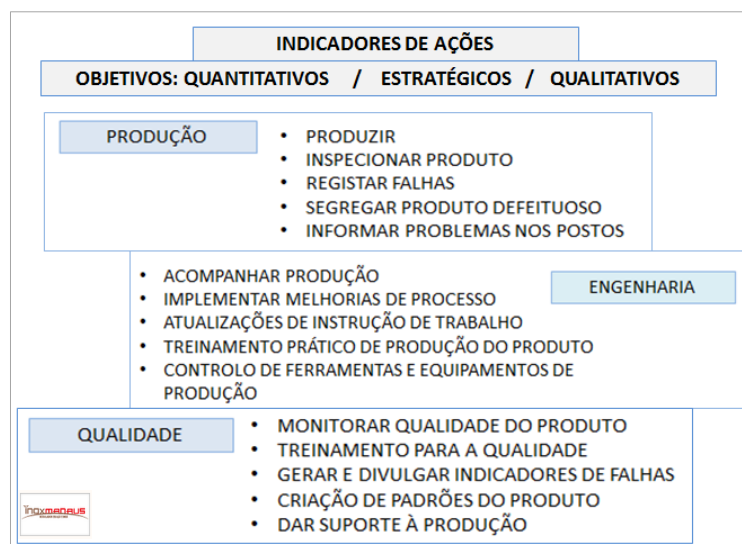 INDICADORES DE AÇÕES
OBJETIVOS: QUANTITATIVOS / ESTRATÉGICOS / QUALITATIVOS
PRODUÇÃO
• PRODUZIR
• INSPECIONAR PRODUTO
• REGISTAR FALHAS
• SEGREGAR PRODUTO DEFEITUOSO
• INFORMAR PROBLEMAS NOS POSTOS
• ACOMPANHAR PRODUÇÃO
• IMPLEMENTAR MELHORIAS DE PROCESSO
• ATUALIZAÇÕES DE INSTRUÇÃO DE TRABALHO
• TREINAMENTO PRÁTICO DE PRODUÇÃO DO PRODUTO
• CONTROLO DE FERRAMENTAS E EQUIPAMENTOS DE
PRODUÇÃO
ENGENHARIA
QUALIDADE
• MONITORAR QUALIDADE DO PRODUTO
• TREINAMENTO PARA A QUALIDADE
• GERAR E DIVULGAR INDICADORES DE FALHAS
• CRIAÇÃO DE PADRÕES DO PRODUTO
• DAR SUPORTE À PRODUÇÃO
inoxmanaus